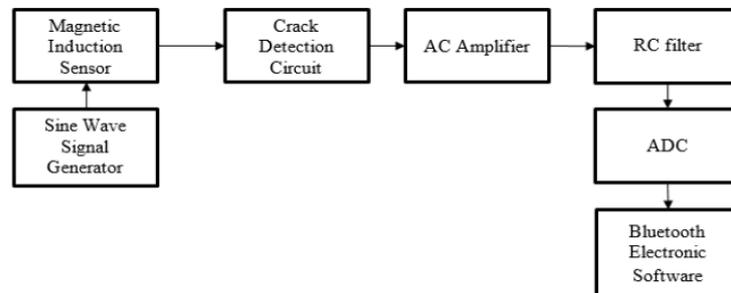 Magnetic
Induction
Sensor
Crack
Detection
Circuit
AC Amplifier
RC filter
Sine Wave
Signal
Generator
ADC
Bluetooth
Electronic
Software